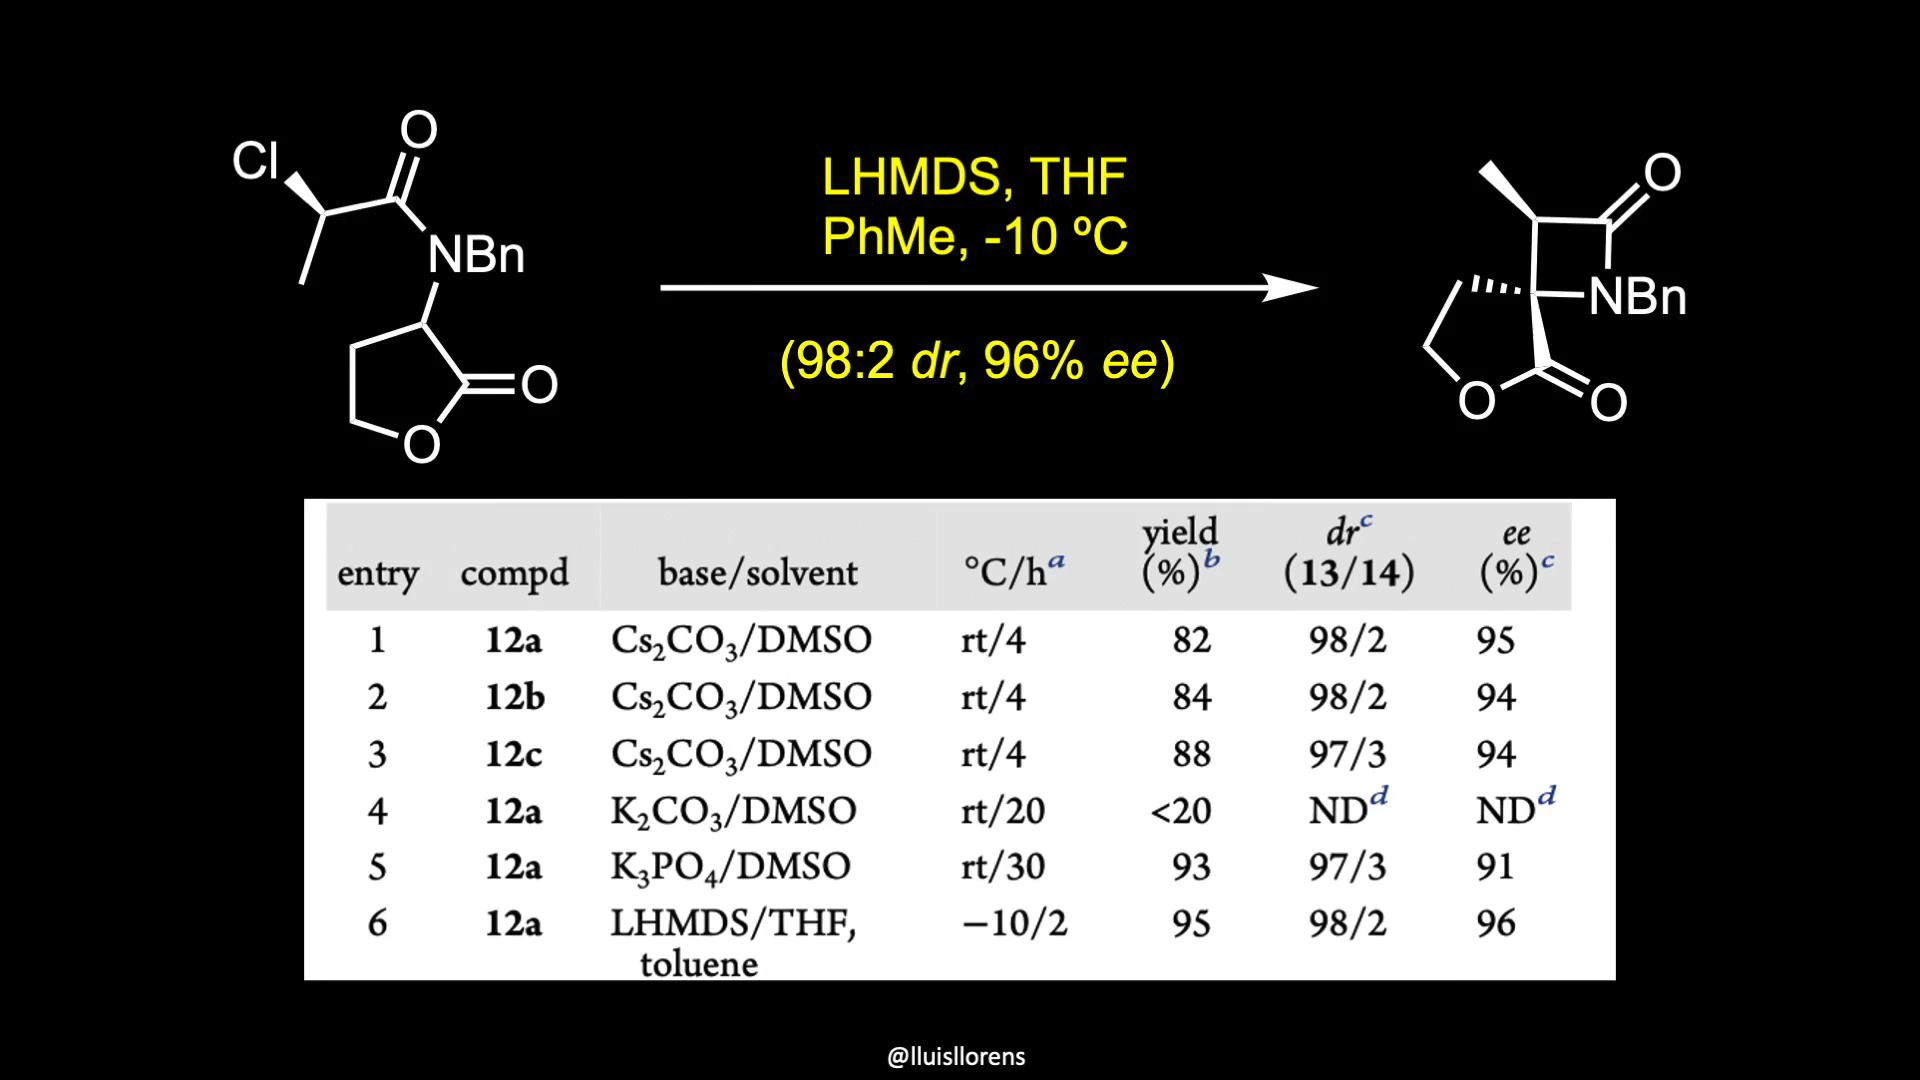 Cl
O
NBn
O
O
LHMDS, THF
PhMe, -10 ºC
(98:2 dr, 96% ee)
O
NBn
O
O
entry compd base/solvent °C/hᵃ yield (%)ᵇ drᶜ (13/14) ee (%)ᶜ
1 12a Cs₂CO₃/DMSO rt/4 82 98/2 95
2 12b Cs₂CO₃/DMSO rt/4 84 98/2 94
3 12c Cs₂CO₃/DMSO rt/4 88 97/3 94
4 12a K₂CO₃/DMSO rt/20 <20 NDᵈ NDᵈ
5 12a K₃PO₄/DMSO rt/30 93 97/3 91
6 12a LHMDS/THF, −10/2 95 98/2 96
toluene
@lluisllorens